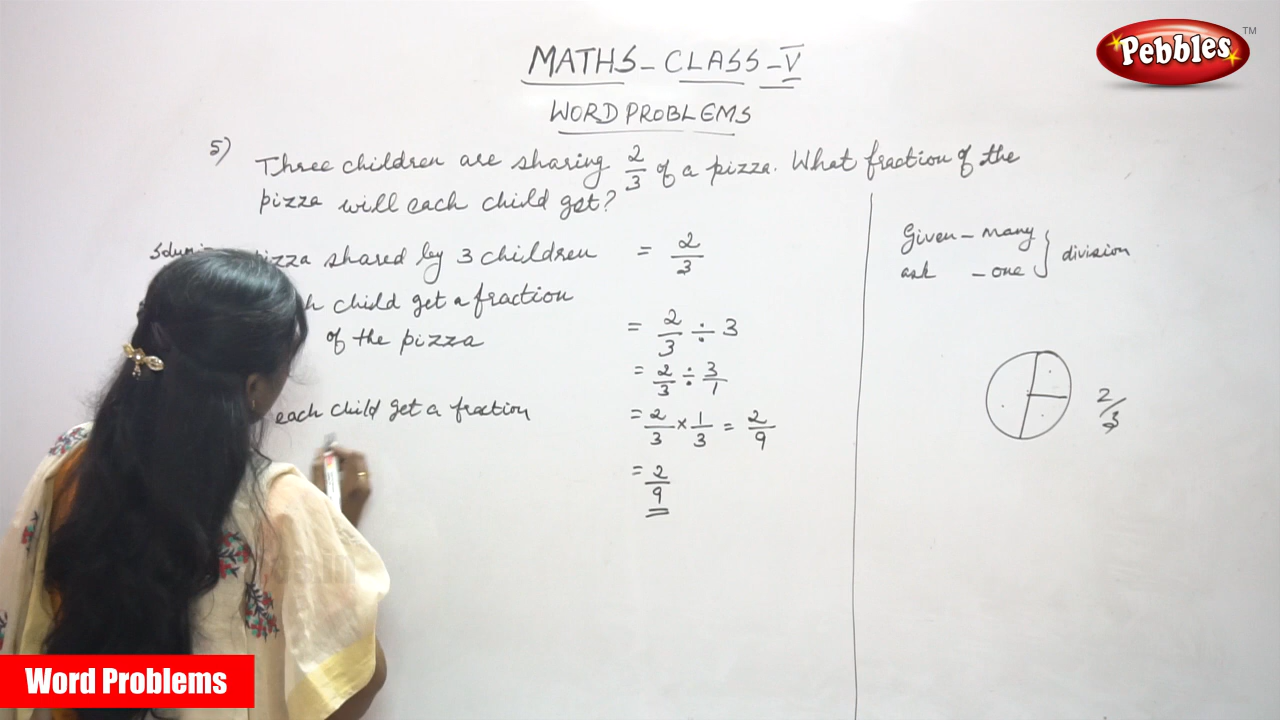 Pebbles
TM
MATHS - CLASS - V
WORD PROBLEMS
5) Three children are sharing 2/3 of a pizza. What fraction of the
pizza will each child get?
pizza shared by 3 children = 2/3
child get a fraction
of the pizza = 2/3 ÷ 3
= 2/3 ÷ 3/1
each child get a fraction = 2/3 × 1/3 = 2/9
= 2/9
Given - many
ask - one } division
2/3
Word Problems